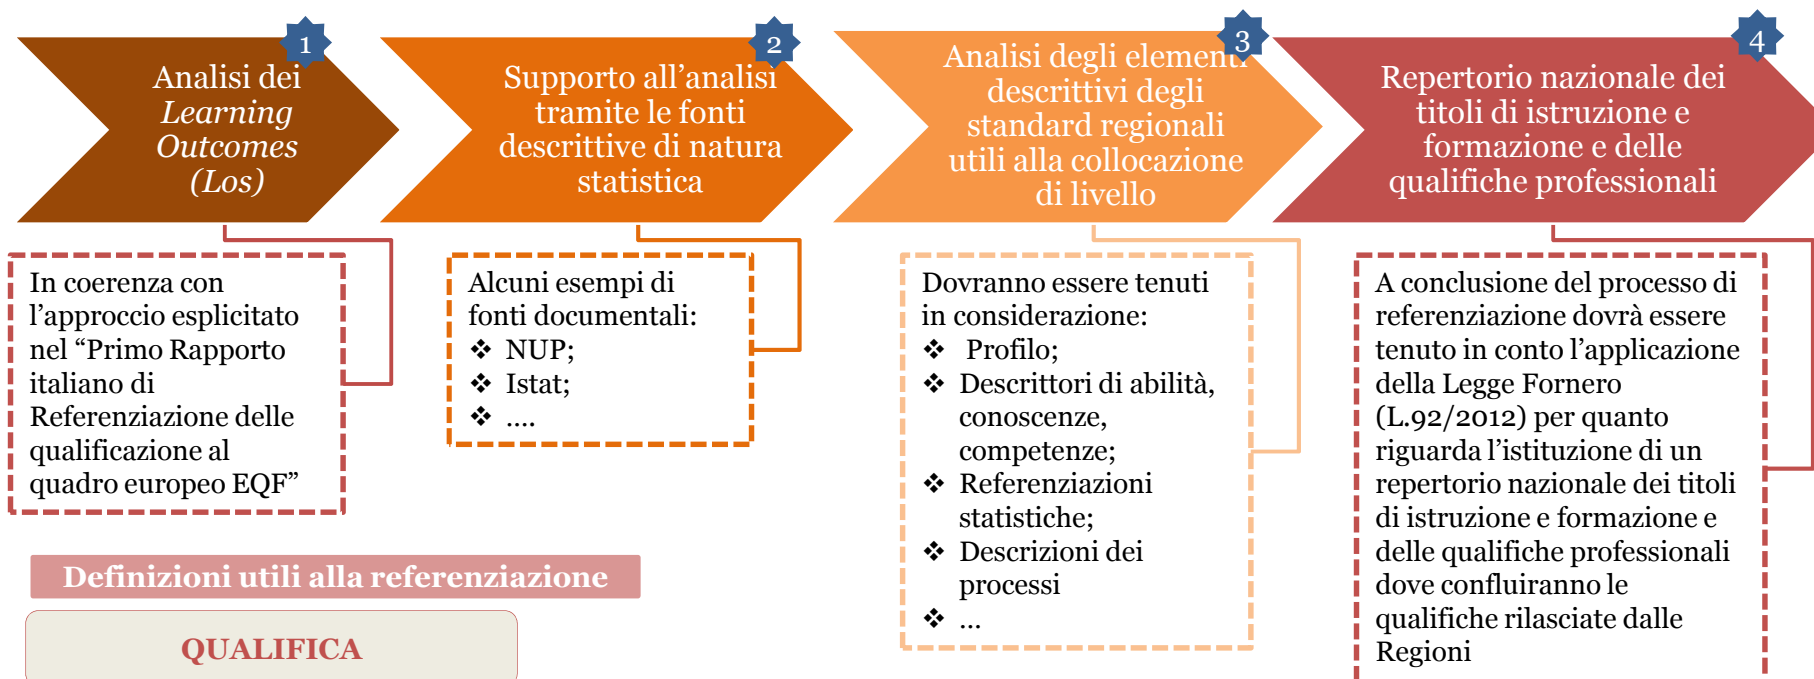 1
Analisi dei
Learning
Outcomes
(Los)
2
Supporto all’analisi
tramite le fonti
descrittive di natura
statistica
3
Analisi degli elementi
descrittivi degli
standard regionali
utili alla collocazione
di livello
4
Repertorio nazionale dei
titoli di istruzione e
formazione e delle
qualifiche professionali
In coerenza con
l’approccio esplicitato
nel “Primo Rapporto
italiano di
Referenziazione delle
qualificazione al
quadro europeo EQF”
Alcuni esempi di
fonti documentali:
❖ NUP;
❖ Istat;
❖ ....
Dovranno essere tenuti
in considerazione:
❖ Profilo;
❖ Descrittori di abilità,
conoscenze,
competenze;
❖ Referenziazioni
statistiche;
❖ Descrizioni dei
processi
❖ ...
A conclusione del processo di
referenziazione dovrà essere
tenuto in conto l’applicazione
della Legge Fornero
(L.92/2012) per quanto
riguarda l’istituzione di un
repertorio nazionale dei titoli
di istruzione e formazione e
delle qualifiche professionali
dove confluiranno le
qualifiche rilasciate dalle
Regioni
Definizioni utili alla referenziazione
QUALIFICA